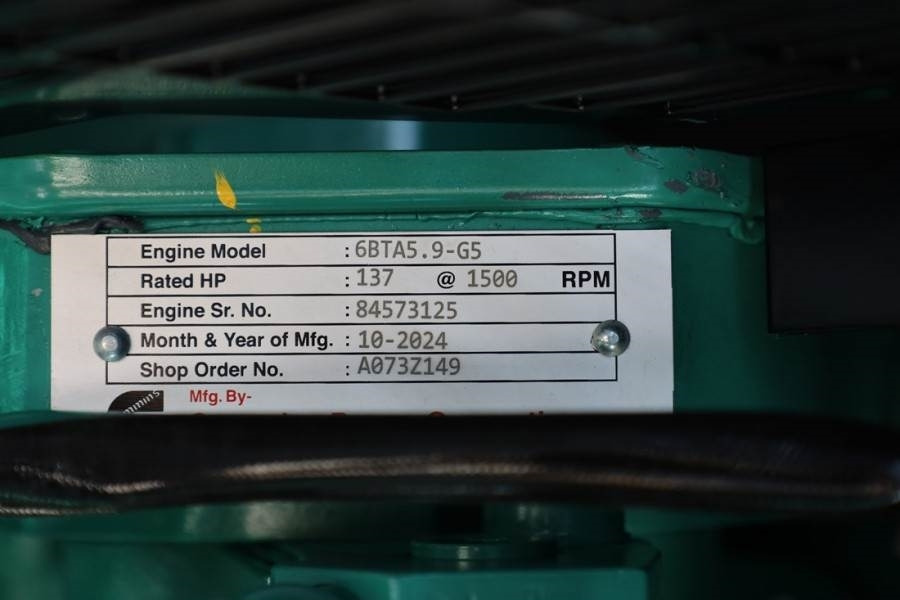 Engine Model : 6BTA5.9-G5
Rated HP : 137 @ 1500 RPM
Engine Sr. No. : 84573125
Month & Year of Mfg. : 10-2024
Shop Order No. : A073Z149
Mfg. By-